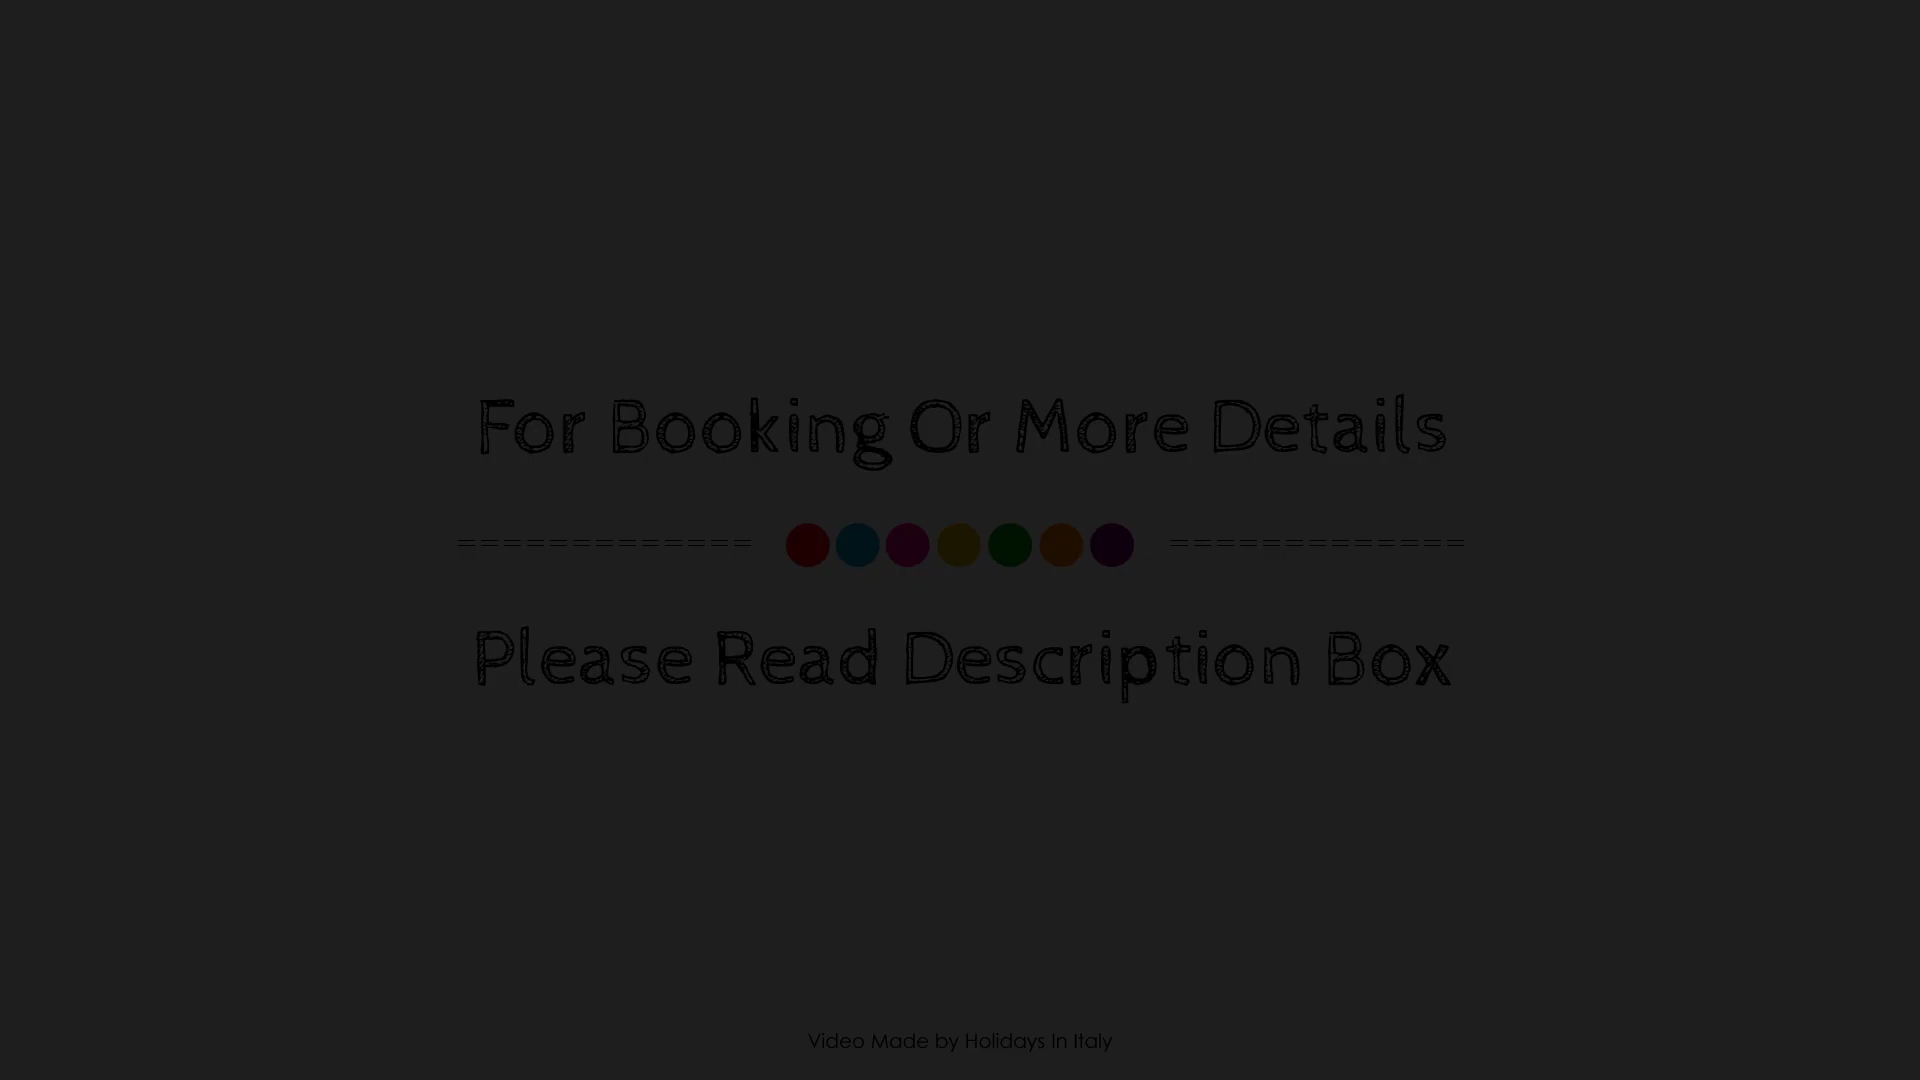 For Booking Or More Details
============= =============
Please Read Description Box
Video Made by Holidays In Italy